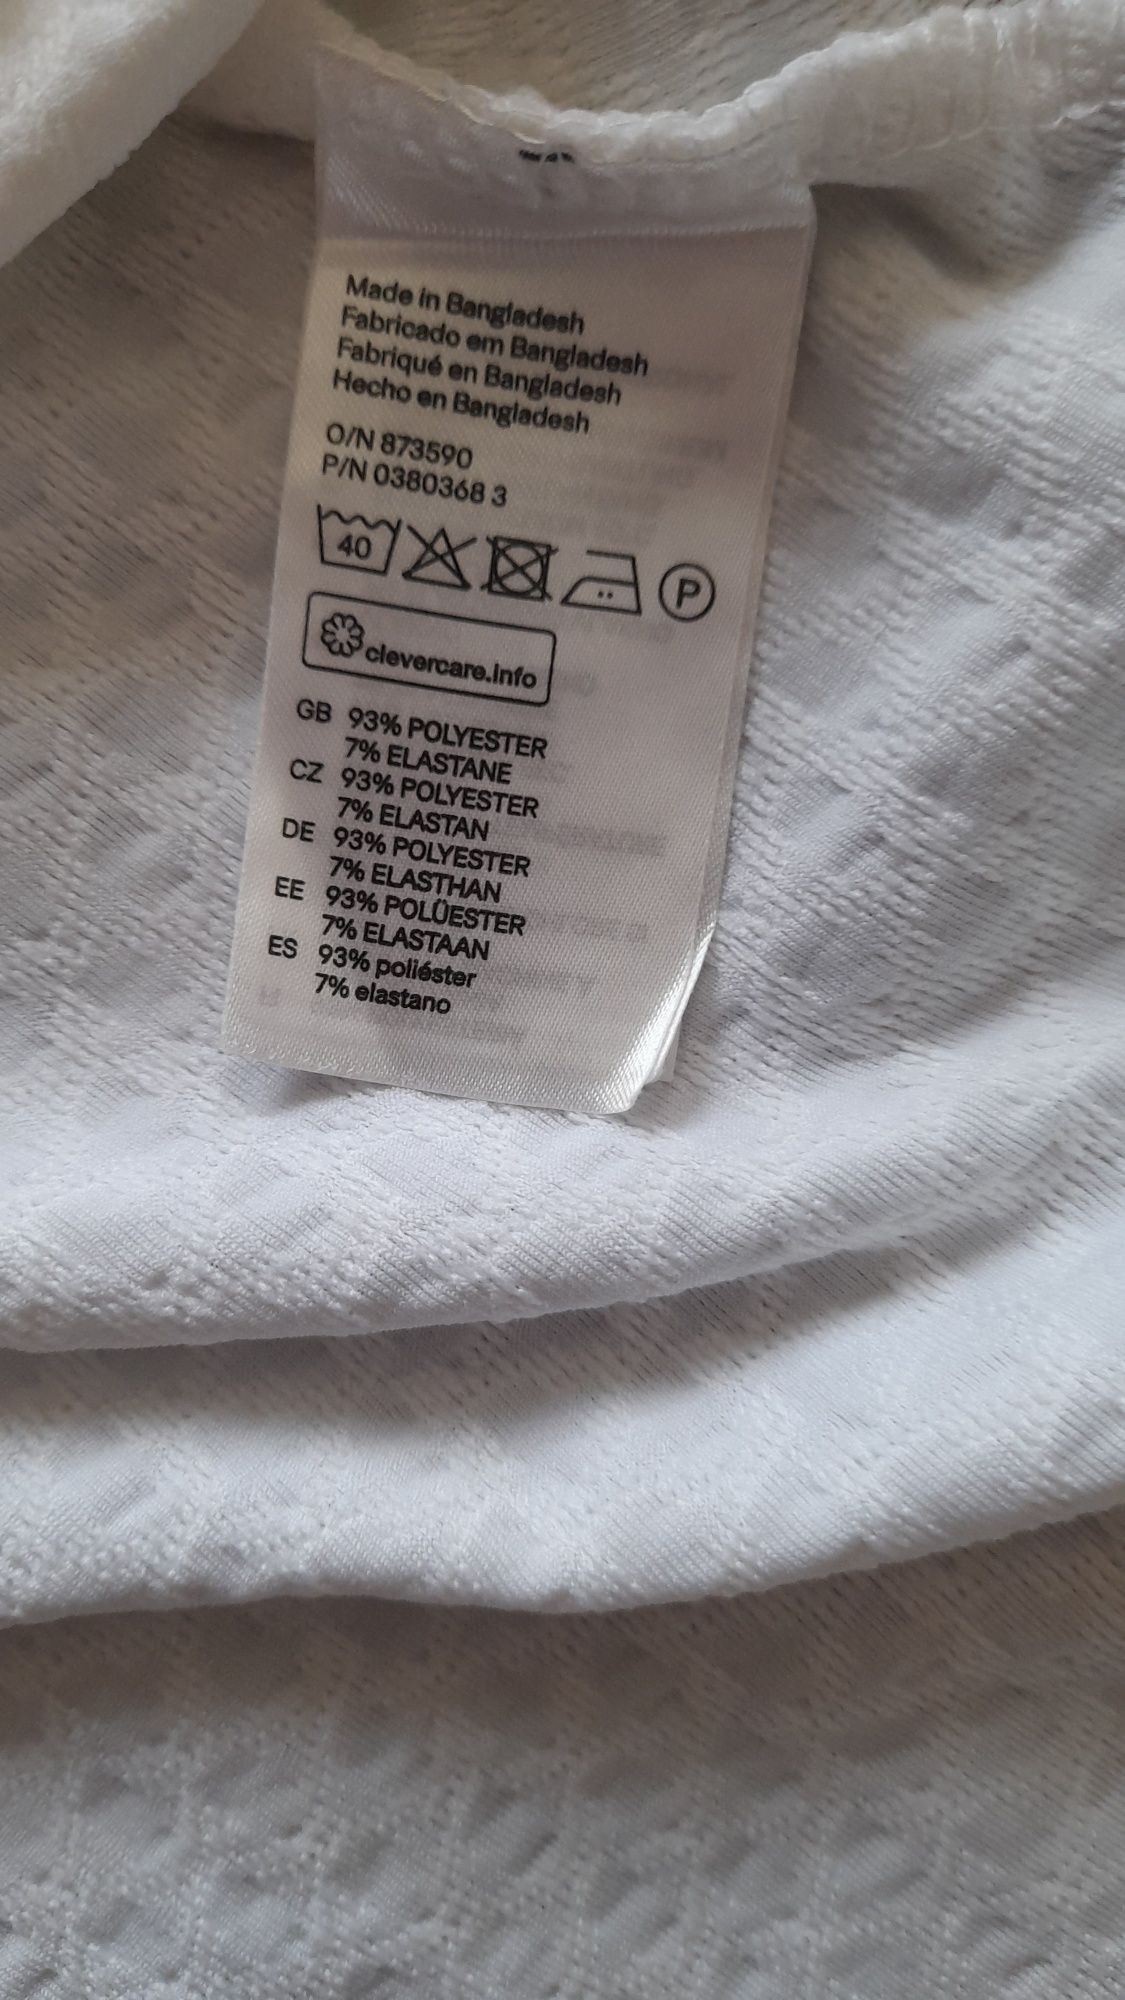 Made in Bangladesh
Fabricado em Bangladesh
Fabriqué en Bangladesh
Hecho en Bangladesh
O/N 873590
P/N 0380368 3
40 P
clevercare.info
GB 93% POLYESTER
7% ELASTANE
CZ 93% POLYESTER
7% ELASTAN
DE 93% POLYESTER
7% ELASTHAN
EE 93% POLÜESTER
7% ELASTAAN
ES 93% poliéster
7% elastano